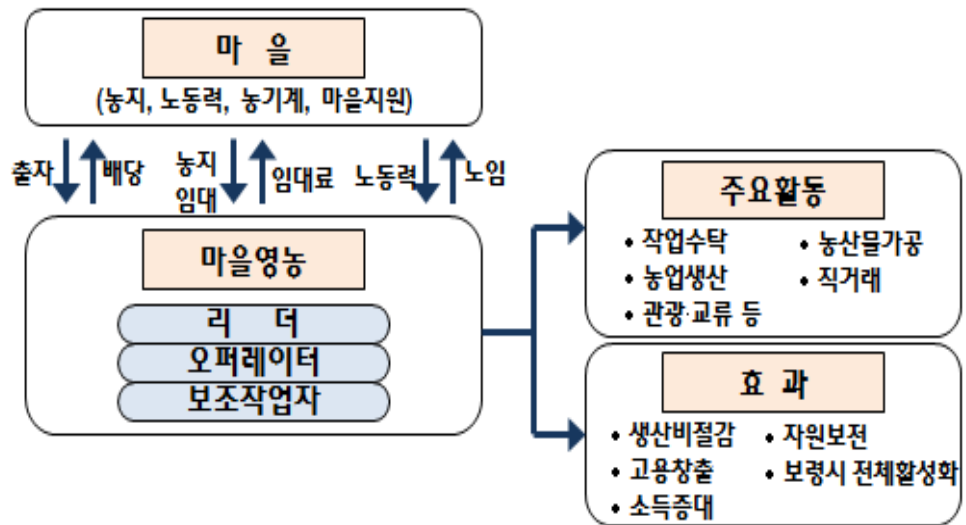 마 을
(농지, 노동력, 농기계, 마을지원)
출자
배당
농지
임대
임대료
노동력
노임
마을영농
리 더
오퍼레이터
보조작업자
주요활동
• 작업수탁
• 농산물가공
• 농업생산
• 직거래
• 관광·교류 등
효 과
• 생산비절감
• 자원보전
• 고용창출
• 보령시 전체활성화
• 소득증대